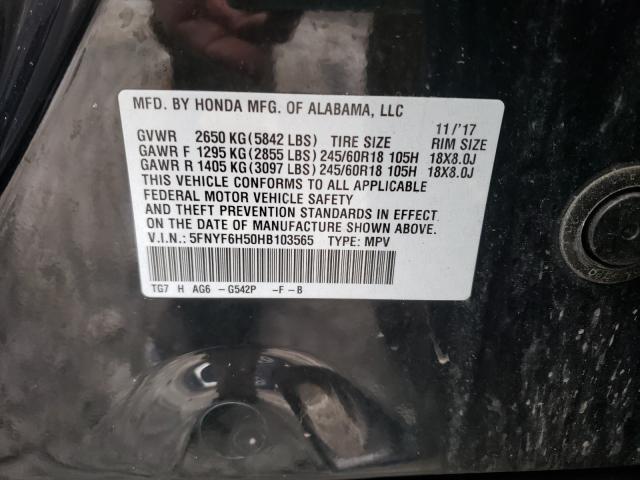 MFD. BY HONDA MFG. OF ALABAMA, LLC 11/'17
GVWR 2650 KG (5842 LBS) TIRE SIZE RIM SIZE
GAWR F 1295 KG (2855 LBS) 245/60R18 105H 18X8.0J
GAWR R 1405 KG (3097 LBS) 245/60R18 105H 18X8.0J
THIS VEHICLE CONFORMS TO ALL APPLICABLE
FEDERAL MOTOR VEHICLE SAFETY
AND THEFT PREVENTION STANDARDS IN EFFECT
ON THE DATE OF MANUFACTURE SHOWN ABOVE.
V.I.N.: 5FNYF6H50HB103565 TYPE: MPV
TG7 H AG6 - G542P -F-B